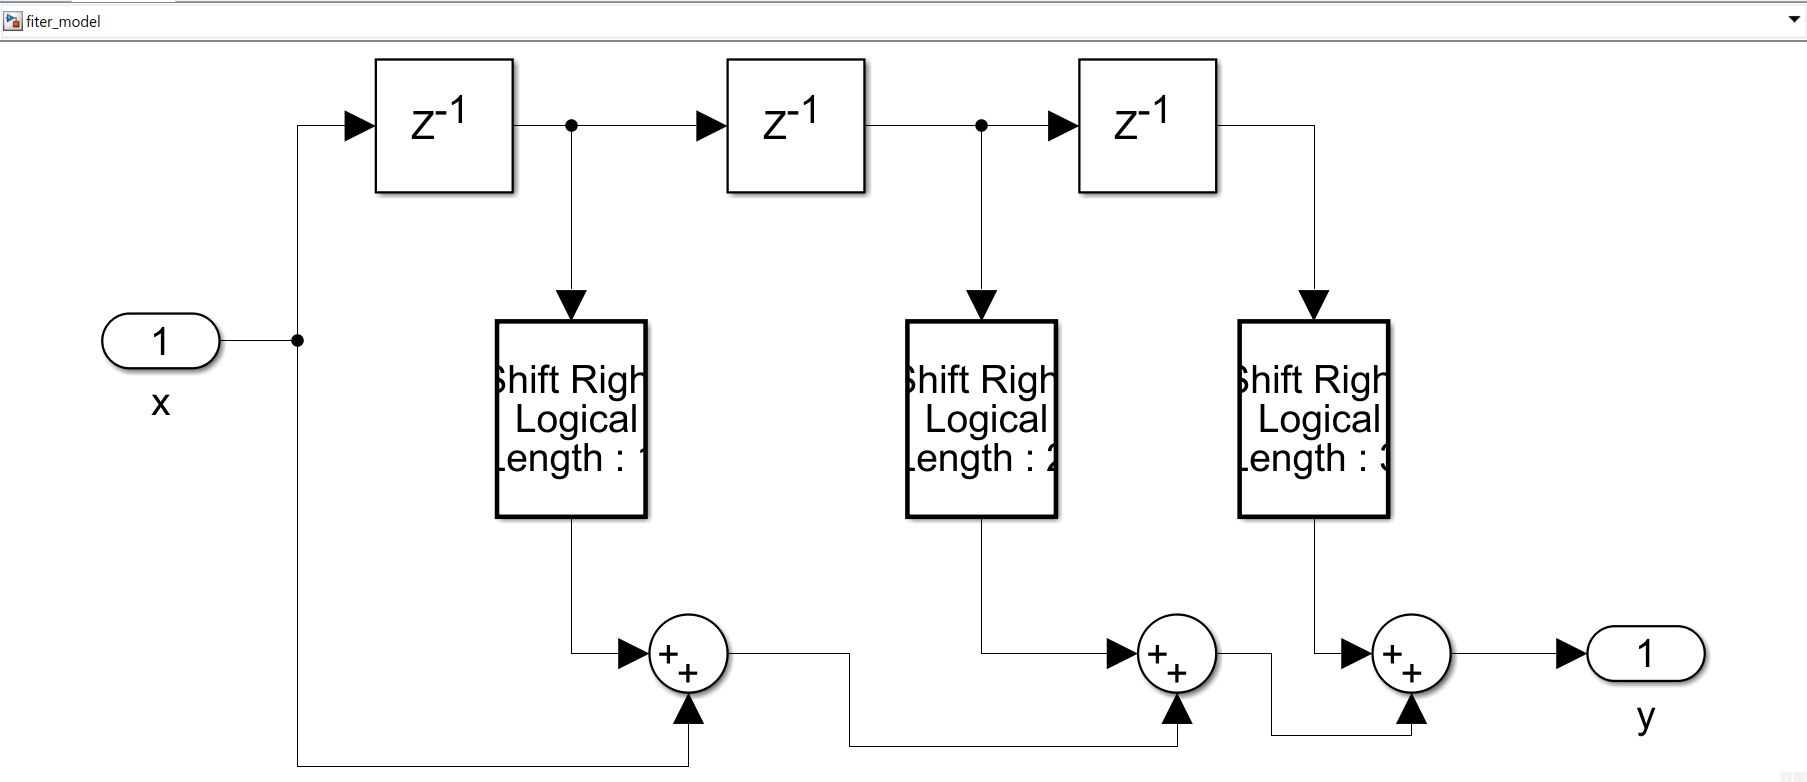 fiter_model
Z-1
Z-1
Z-1
1
x
Shift Righ
Logical
Length : 1
Shift Righ
Logical
Length : 2
Shift Righ
Logical
Length : 3
+
+
+
+
+
+
1
y